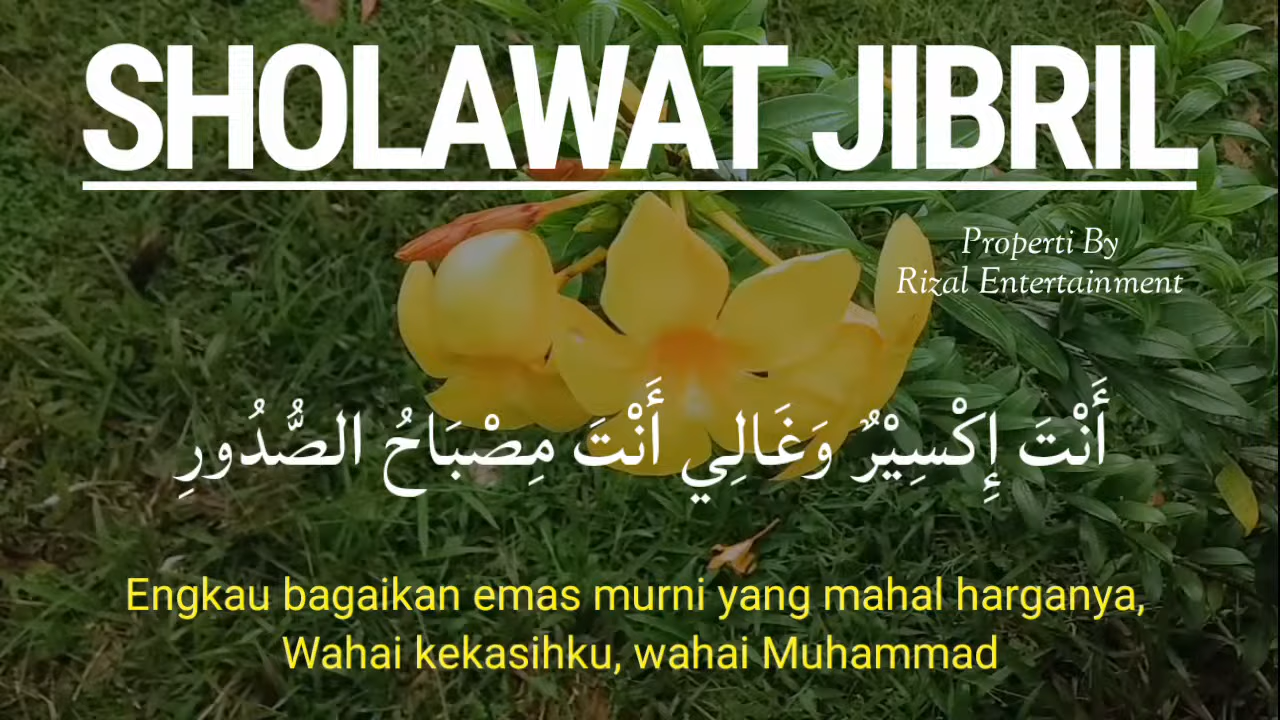 SHOLAWAT JIBRIL
Properti By
Rizal Entertainment
أَنْتَ إِكْسِيْرٌ وَغَالِي أَنْتَ مِصْبَاحُ الصُّدُورِ
Engkau bagaikan emas murni yang mahal harganya,
Wahai kekasihku, wahai Muhammad